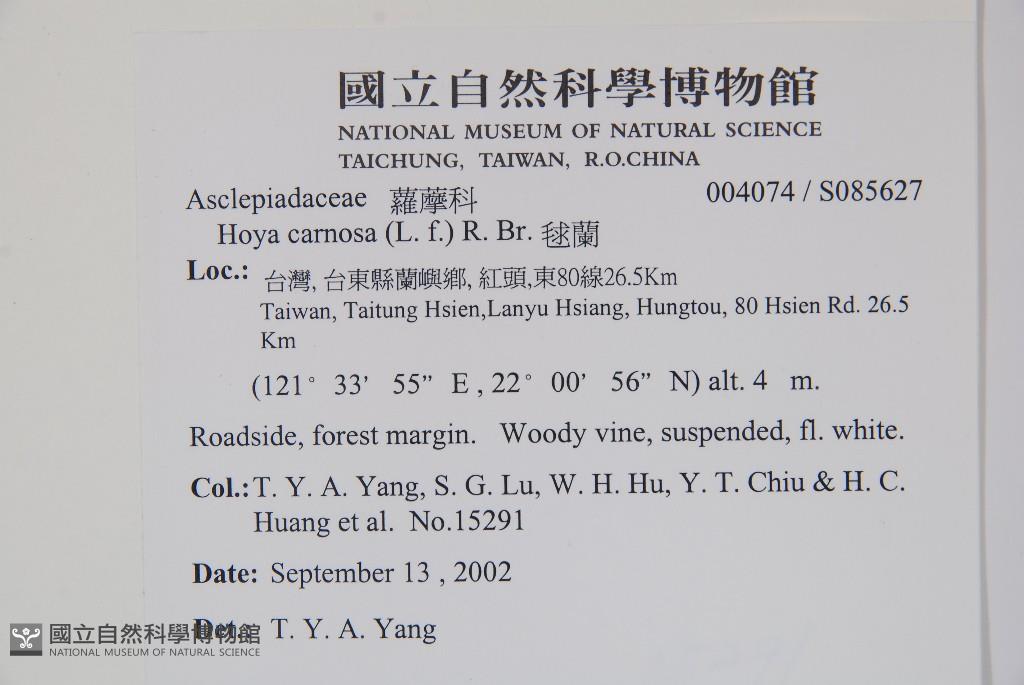 國立自然科學博物館
NATIONAL MUSEUM OF NATURAL SCIENCE
TAICHUNG, TAIWAN, R.O.CHINA
Asclepiadaceae 蘿藦科 004074 / S085627
Hoya carnosa (L. f.) R. Br. 毬蘭
Loc.: 台灣, 台東縣蘭嶼鄉, 紅頭,東80線26.5Km
Taiwan, Taitung Hsien,Lanyu Hsiang, Hungtou, 80 Hsien Rd. 26.5
Km
(121° 33’ 55” E , 22° 00’ 56” N) alt. 4 m.
Roadside, forest margin. Woody vine, suspended, fl. white.
Col.: T. Y. A. Yang, S. G. Lu, W. H. Hu, Y. T. Chiu & H. C.
Huang et al. No.15291
Date: September 13 , 2002
Det.: T. Y. A. Yang
國立自然科學博物館
NATIONAL MUSEUM OF NATURAL SCIENCE